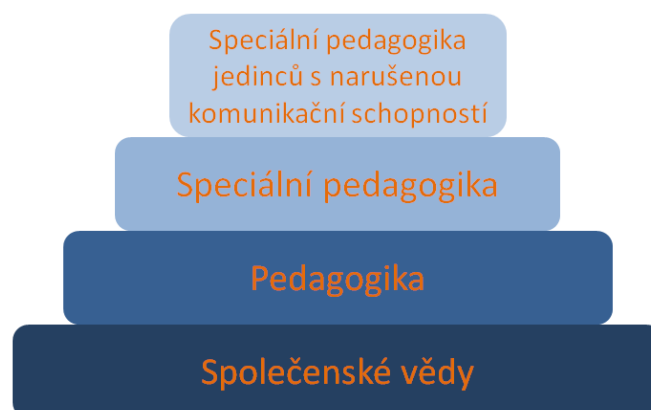 Speciální pedagogika
jedinců s narušenou
komunikační schopností
Speciální pedagogika
Pedagogika
Společenské vědy